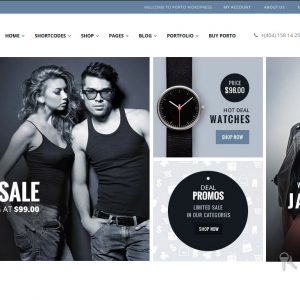 WELCOME TO PORTO WORDPRESS MY ACCOUNT ABOUT US
HOME SHORTCODES SHOP PAGES BLOG PORTFOLIO BUY PORTO +(404) 158 14 25
PRICE
$98.00
HOT DEAL
WATCHES
SHOP NOW
SALE
AT $99.00
DEAL
PROMOS
LIMITED SALE
IN OUR CATEGORIES
SHOP NOW
JA